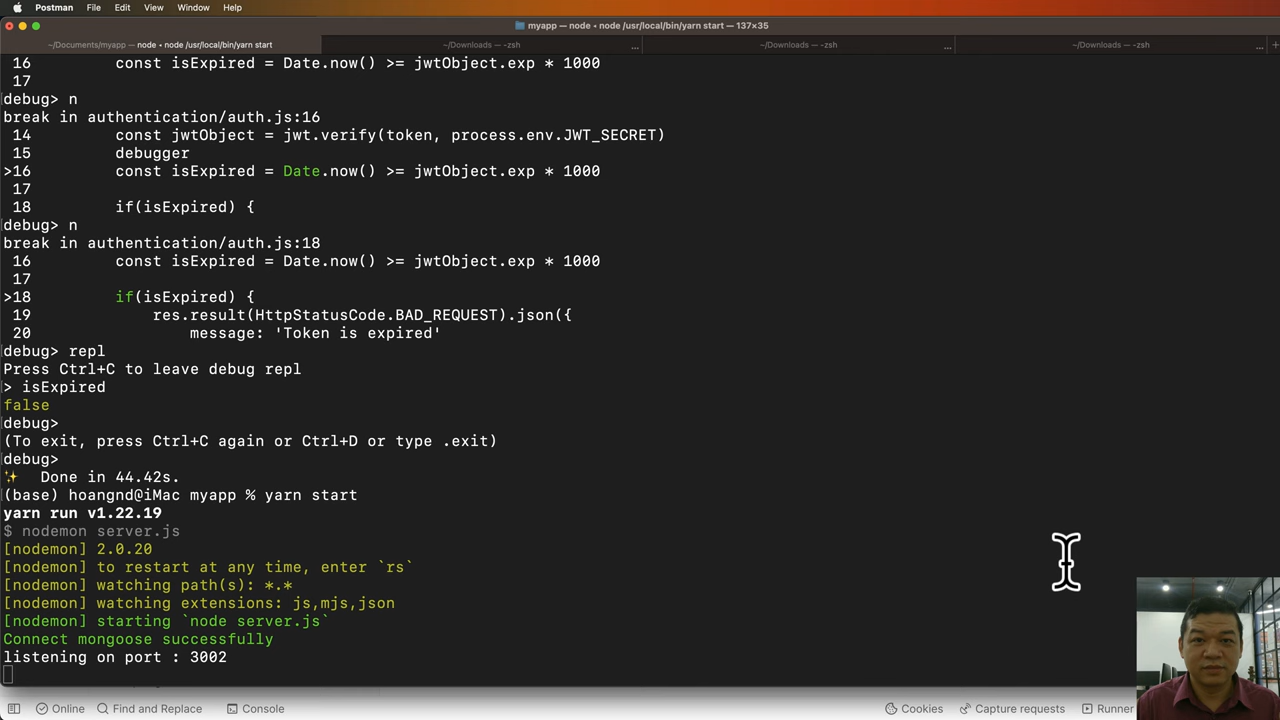 Postman File Edit View Window Help
myapp — node • node /usr/local/bin/yarn start — 137×35
~/Documents/myapp — node • node /usr/local/bin/yarn start ~/Downloads — -zsh ... ~/Downloads — -zsh ... ~/Downloads — -zsh ... +
16 const isExpired = Date.now() >= jwtObject.exp * 1000
17
debug> n
break in authentication/auth.js:16
14 const jwtObject = jwt.verify(token, process.env.JWT_SECRET)
15 debugger
>16 const isExpired = Date.now() >= jwtObject.exp * 1000
17
18 if(isExpired) {
debug> n
break in authentication/auth.js:18
16 const isExpired = Date.now() >= jwtObject.exp * 1000
17
>18 if(isExpired) {
19 res.result(HttpStatusCode.BAD_REQUEST).json({
20 message: 'Token is expired'
debug> repl
Press Ctrl+C to leave debug repl
> isExpired
false
debug>
(To exit, press Ctrl+C again or Ctrl+D or type .exit)
debug>
✨ Done in 44.42s.
(base) hoangnd@iMac myapp % yarn start
yarn run v1.22.19
$ nodemon server.js
[nodemon] 2.0.20
[nodemon] to restart at any time, enter `rs`
[nodemon] watching path(s): *.*
[nodemon] watching extensions: js,mjs,json
[nodemon] starting `node server.js`
Connect mongoose successfully
listening on port : 3002
Online Find and Replace Console Cookies Capture requests Runner